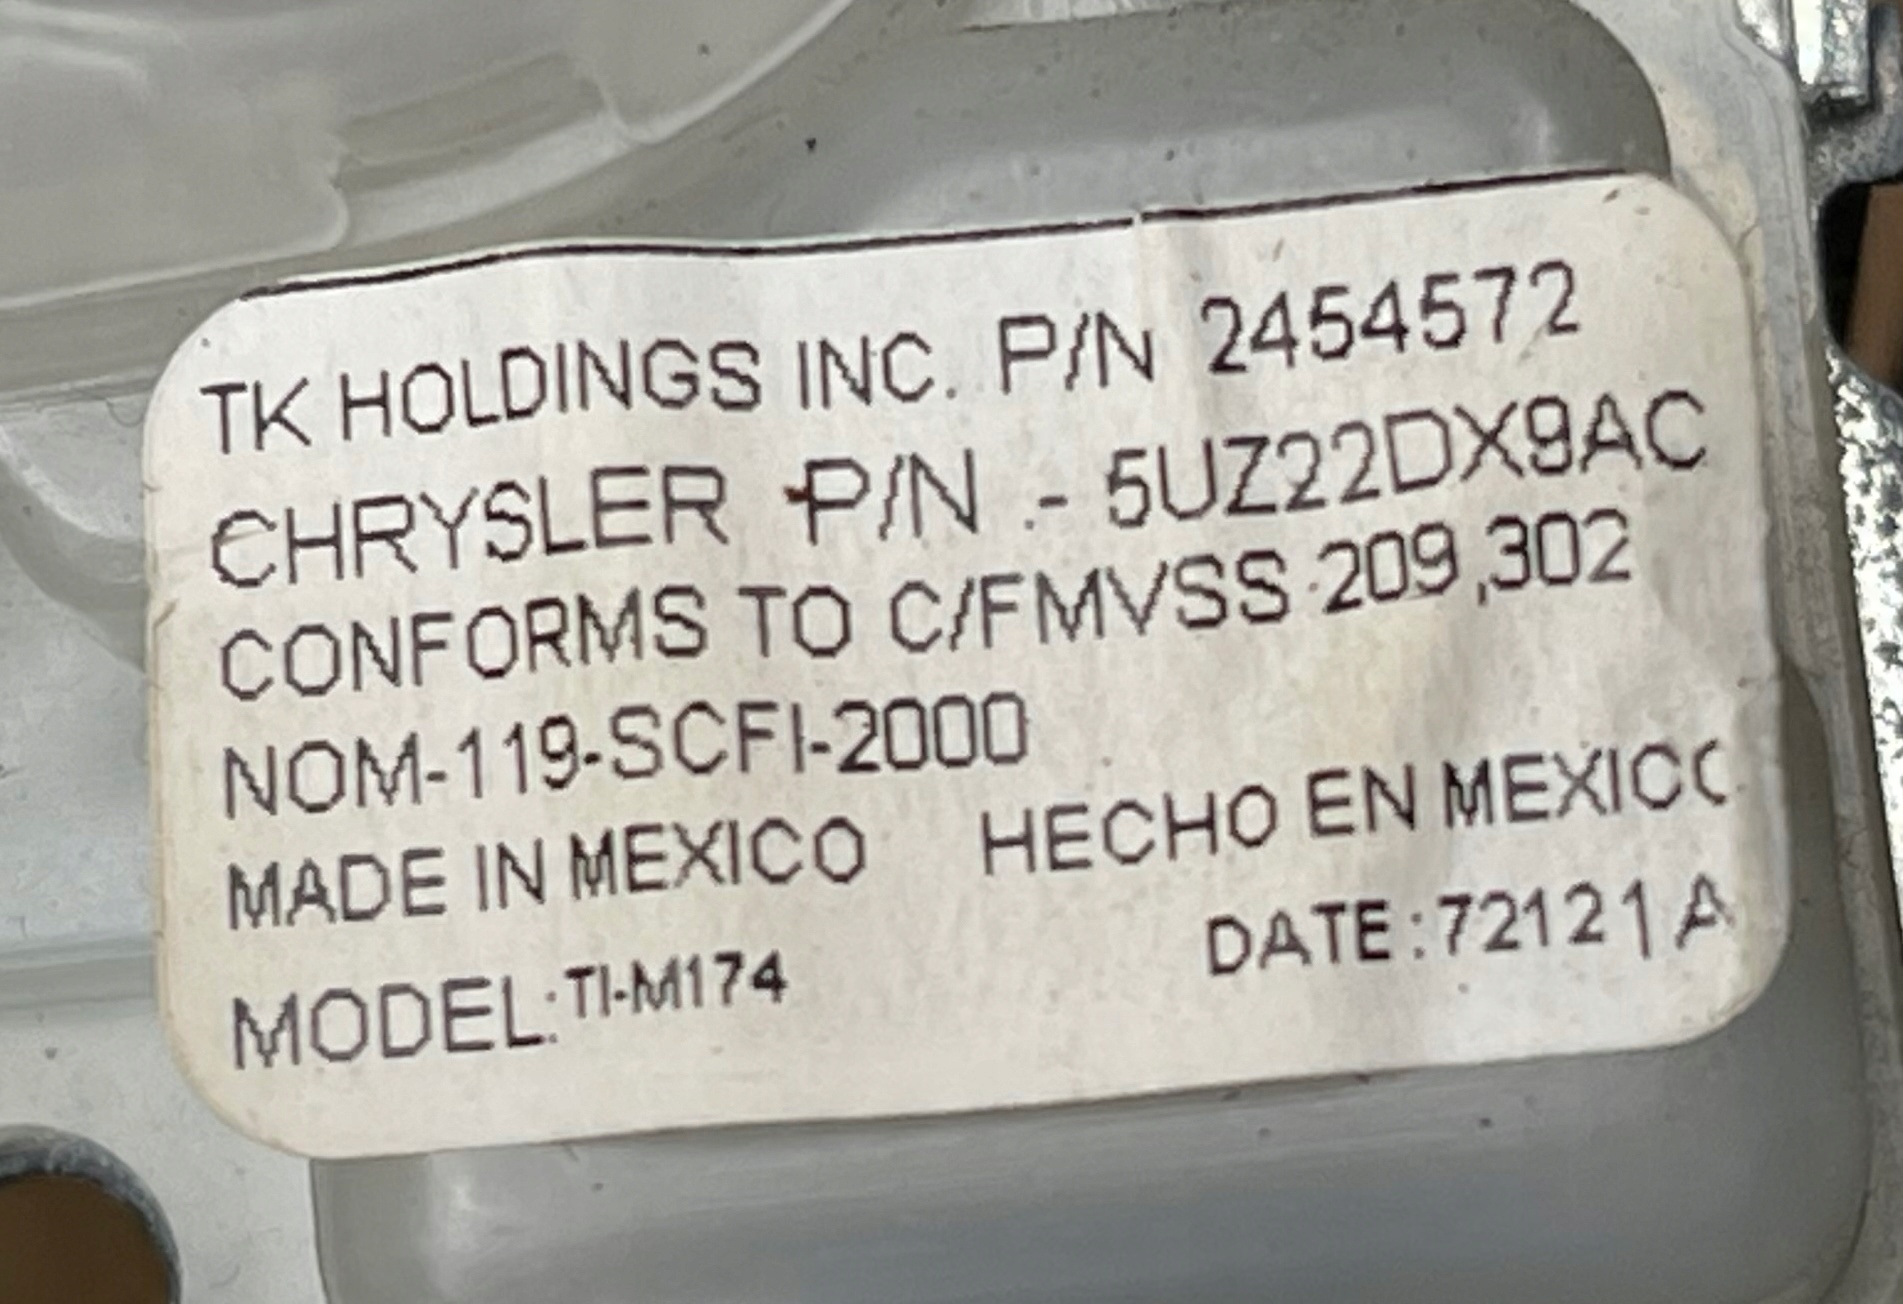 TK HOLDINGS INC. P/N 2454572
CHRYSLER P/N .- 5UZ22DX9AC
CONFORMS TO C/FMVSS 209,302
NOM-119-SCFI-2000
MADE IN MEXICO HECHO EN MEXICO
MODEL: TI-M174 DATE:72121 A